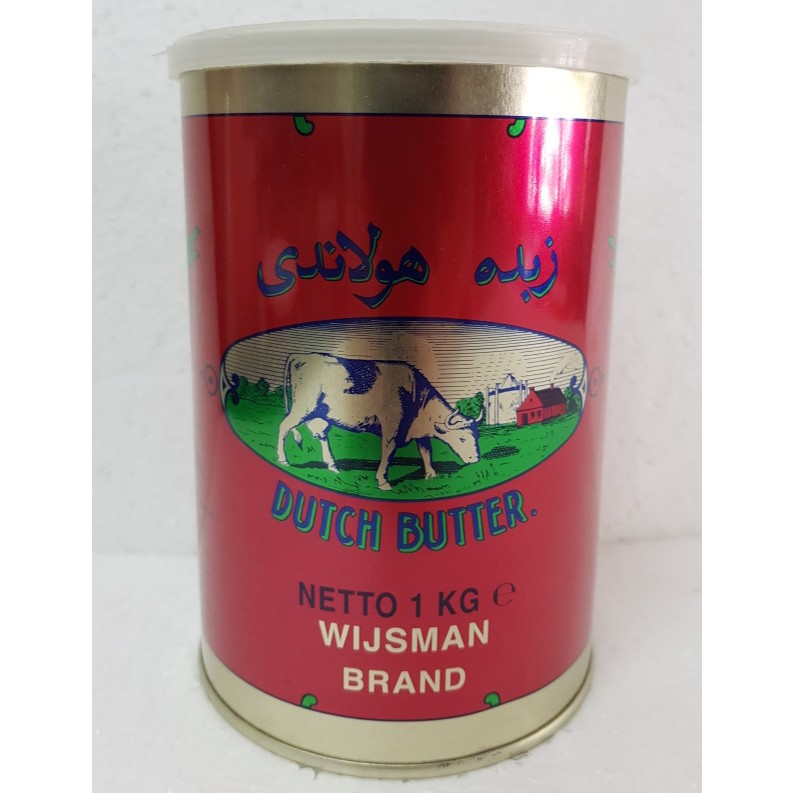 زبده هولاندى
DUTCH BUTTER.
NETTO 1 KG ℮
WIJSMAN
BRAND